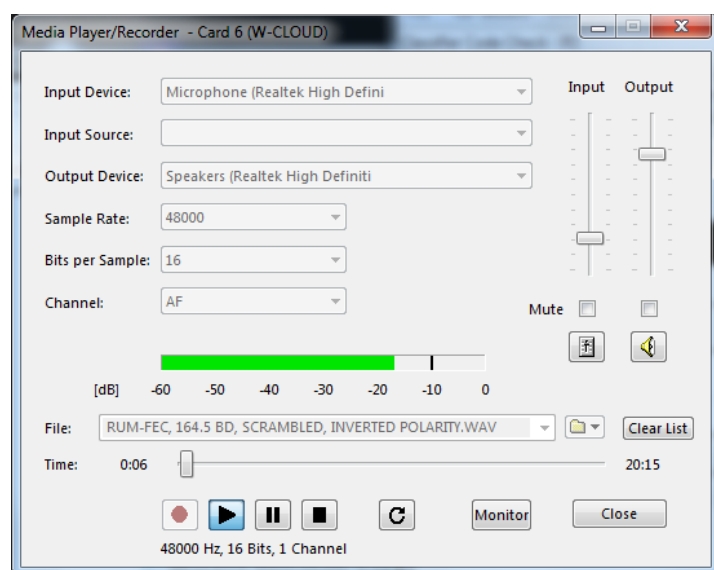 Media Player/Recorder - Card 6 (W-CLOUD)
Input Output
Input Device: Microphone (Realtek High Defini
Input Source:
Output Device: Speakers (Realtek High Definiti
Sample Rate: 48000
Bits per Sample: 16
Channel: AF
Mute
[dB] -60 -50 -40 -30 -20 -10 0
File: RUM-FEC, 164.5 BD, SCRAMBLED, INVERTED POLARITY.WAV Clear List
Time: 0:06 20:15
Monitor Close
48000 Hz, 16 Bits, 1 Channel